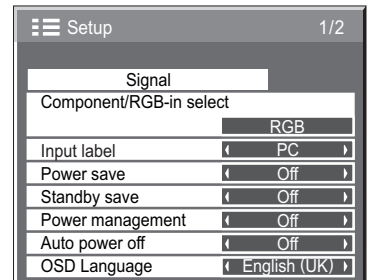 Setup 1/2
Signal
Component/RGB-in select
RGB
Input label PC
Power save Off
Standby save Off
Power management Off
Auto power off Off
OSD Language English (UK)